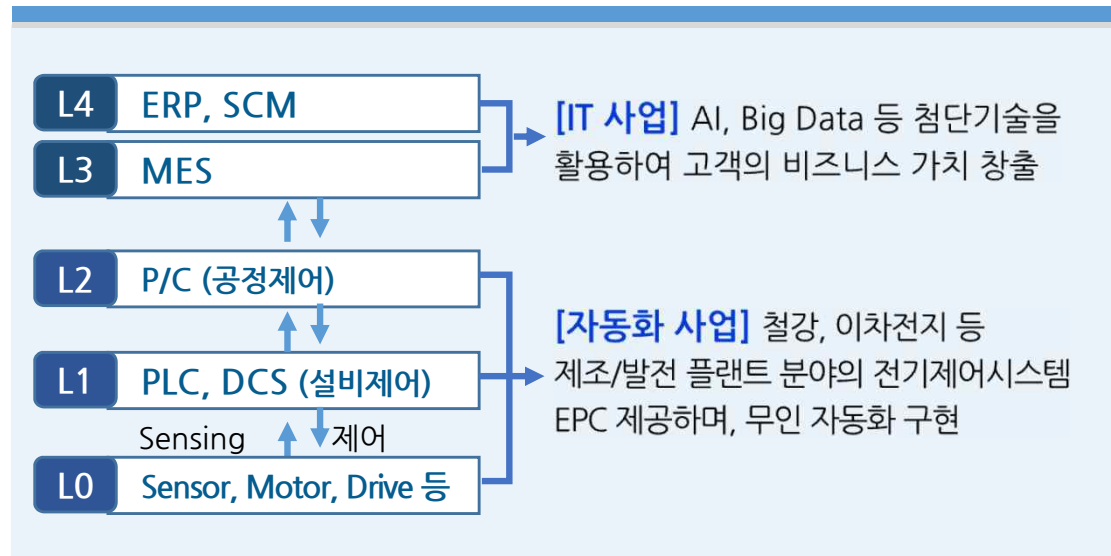 L4 ERP, SCM
L3 MES
[IT 사업] AI, Big Data 등 첨단기술을
활용하여 고객의 비즈니스 가치 창출
L2 P/C (공정제어)
L1 PLC, DCS (설비제어)
Sensing 제어
L0 Sensor, Motor, Drive 등
[자동화 사업] 철강, 이차전지 등
제조/발전 플랜트 분야의 전기제어시스템
EPC 제공하며, 무인 자동화 구현